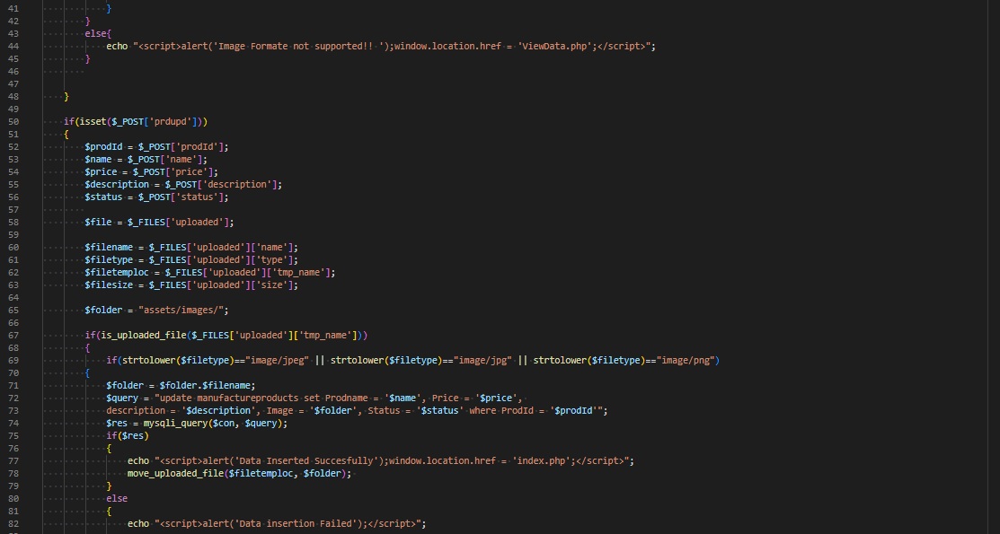 41 }
42 }
43 else{
44 echo "<script>alert('Image Formate not supported!! ');window.location.href = 'ViewData.php';</script>";
45 }
46
47
48 }
49
50 if(isset($_POST['prdupd']))
51 {
52 $prodId = $_POST['prodId'];
53 $name = $_POST['name'];
54 $price = $_POST['price'];
55 $description = $_POST['description'];
56 $status = $_POST['status'];
57
58 $file = $_FILES['uploaded'];
59
60 $filename = $_FILES['uploaded']['name'];
61 $filetype = $_FILES['uploaded']['type'];
62 $filetemploc = $_FILES['uploaded']['tmp_name'];
63 $filesize = $_FILES['uploaded']['size'];
64
65 $folder = "assets/images/";
66
67 if(is_uploaded_file($_FILES['uploaded']['tmp_name']))
68 {
69 if(strtolower($filetype)=="image/jpeg" || strtolower($filetype)=="image/jpg" || strtolower($filetype)=="image/png")
70 {
71 $folder = $folder.$filename;
72 $query = "update manufactureproducts set Prodname = '$name', Price = '$price',
73 description = '$description', Image = '$folder', Status = '$status' where ProdId = '$prodId'";
74 $res = mysqli_query($con, $query);
75 if($res)
76 {
77 echo "<script>alert('Data Inserted Succesfully');window.location.href = 'index.php';</script>";
78 move_uploaded_file($filetemploc, $folder);
79 }
80 else
81 {
82 echo "<script>alert('Data insertion Failed');</script>";